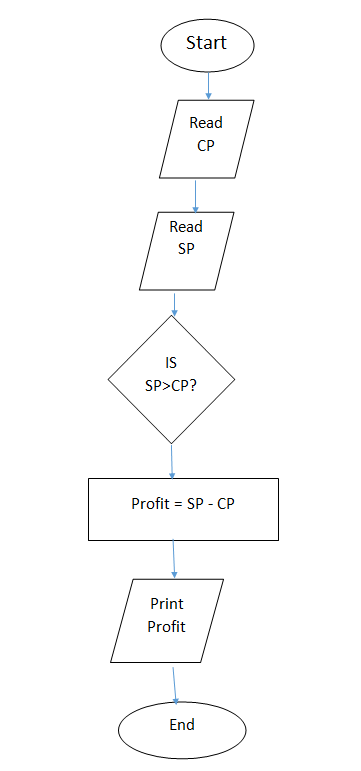 Start
Read
CP
Read
SP
IS
SP>CP?
Profit = SP - CP
Print
Profit
End